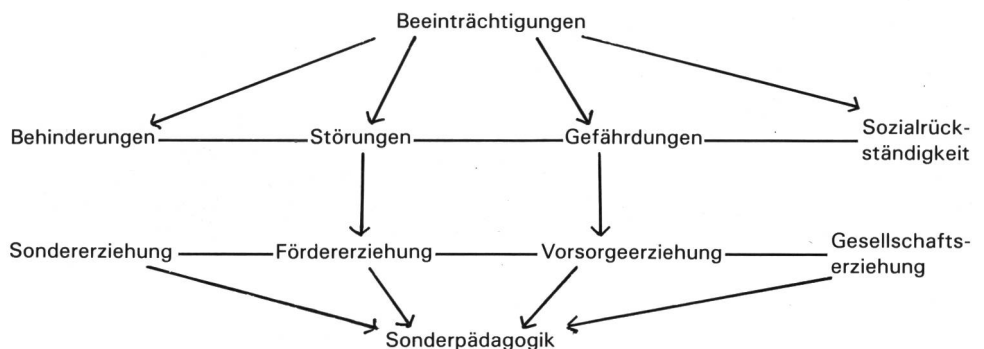 Beeinträchtigungen
Behinderungen
Störungen
Gefährdungen
Sozialrück-
ständigkeit
Sondererziehung
Fördererziehung
Vorsorgeerziehung
Gesellschafts-
erziehung
Sonderpädagogik